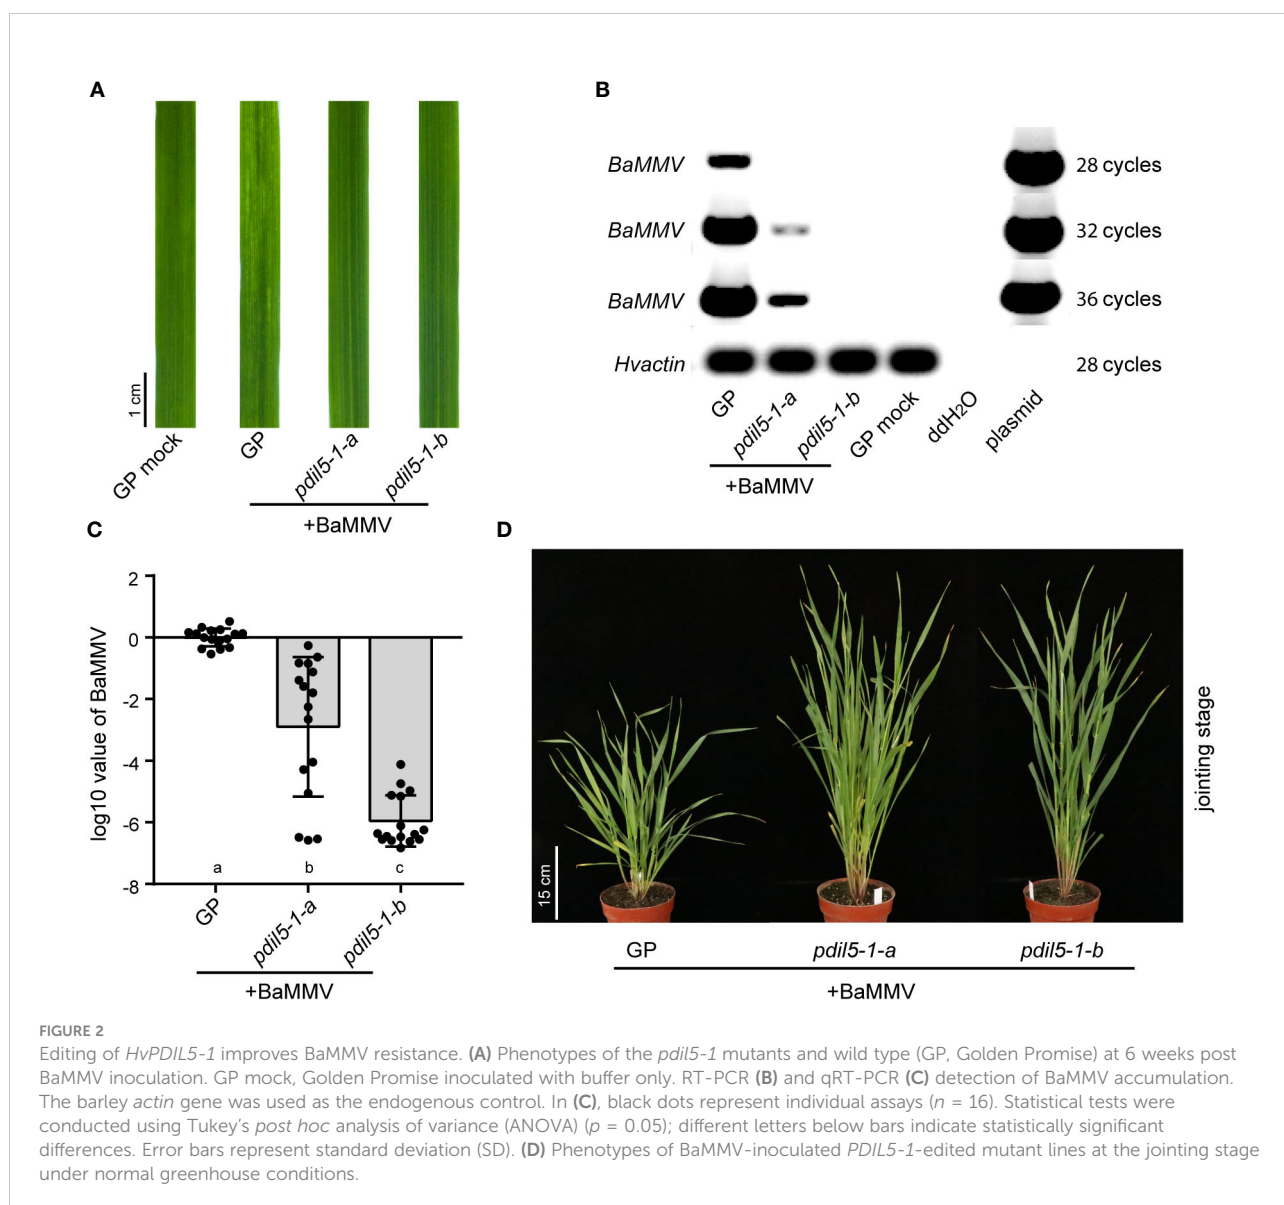 A
1 cm
GP mock
GP
pdil5-1-a
pdil5-1-b
+BaMMV
B
BaMMV
28 cycles
BaMMV
32 cycles
BaMMV
36 cycles
Hvactin
28 cycles
GP
pdil5-1-a
pdil5-1-b
GP mock
ddH2O
plasmid
+BaMMV
C
log10 value of BaMMV
2
0
-2
-4
-6
-8
a
b
c
GP
pdil5-1-a
pdil5-1-b
+BaMMV
D
15 cm
jointing stage
GP
pdil5-1-a
pdil5-1-b
+BaMMV
FIGURE 2
Editing of HvPDIL5-1 improves BaMMV resistance. (A) Phenotypes of the pdil5-1 mutants and wild type (GP, Golden Promise) at 6 weeks post
BaMMV inoculation. GP mock, Golden Promise inoculated with buffer only. RT-PCR (B) and qRT-PCR (C) detection of BaMMV accumulation.
The barley actin gene was used as the endogenous control. In (C), black dots represent individual assays (n = 16). Statistical tests were
conducted using Tukey's post hoc analysis of variance (ANOVA) (p = 0.05); different letters below bars indicate statistically significant
differences. Error bars represent standard deviation (SD). (D) Phenotypes of BaMMV-inoculated PDIL5-1-edited mutant lines at the jointing stage
under normal greenhouse conditions.